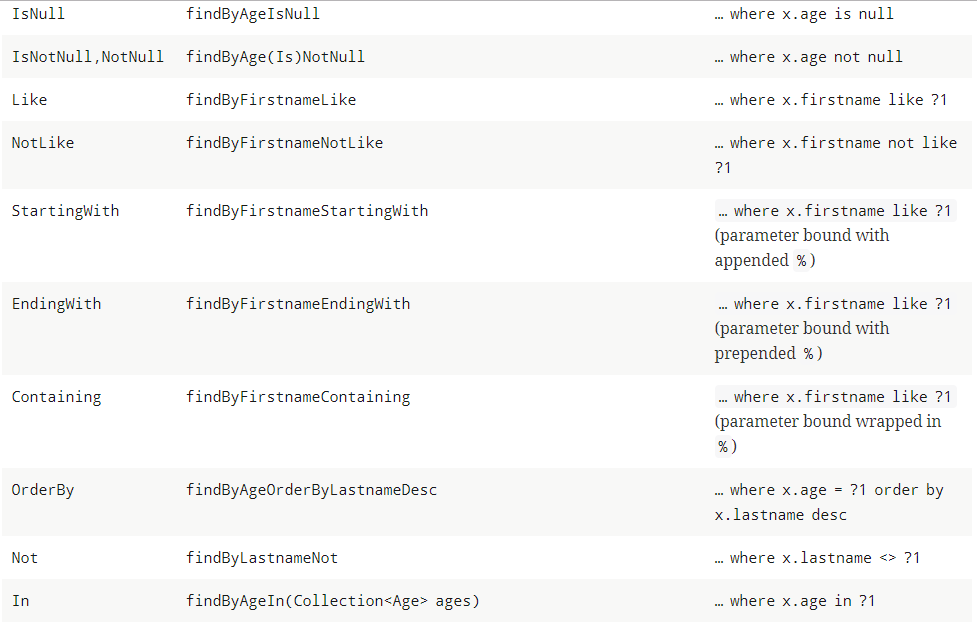 IsNull findByAgeIsNull … where x.age is null
IsNotNull,NotNull findByAge(Is)NotNull … where x.age not null
Like findByFirstnameLike … where x.firstname like ?1
NotLike findByFirstnameNotLike … where x.firstname not like
?1
StartingWith findByFirstnameStartingWith … where x.firstname like ?1
(parameter bound with
appended %)
EndingWith findByFirstnameEndingWith … where x.firstname like ?1
(parameter bound with
prepended %)
Containing findByFirstnameContaining … where x.firstname like ?1
(parameter bound wrapped in
%)
OrderBy findByAgeOrderByLastnameDesc … where x.age = ?1 order by
x.lastname desc
Not findByLastnameNot … where x.lastname <> ?1
In findByAgeIn(Collection<Age> ages) … where x.age in ?1